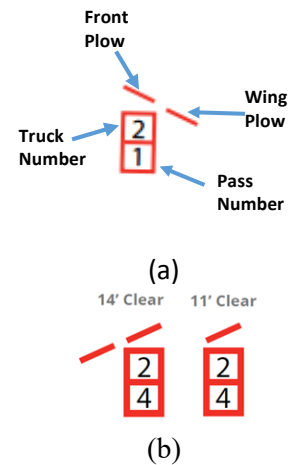 Front
Plow
Wing
Plow
Truck
Number
2
1
Pass
Number
(a)
14' Clear 11' Clear
2 2
4 4
(b)